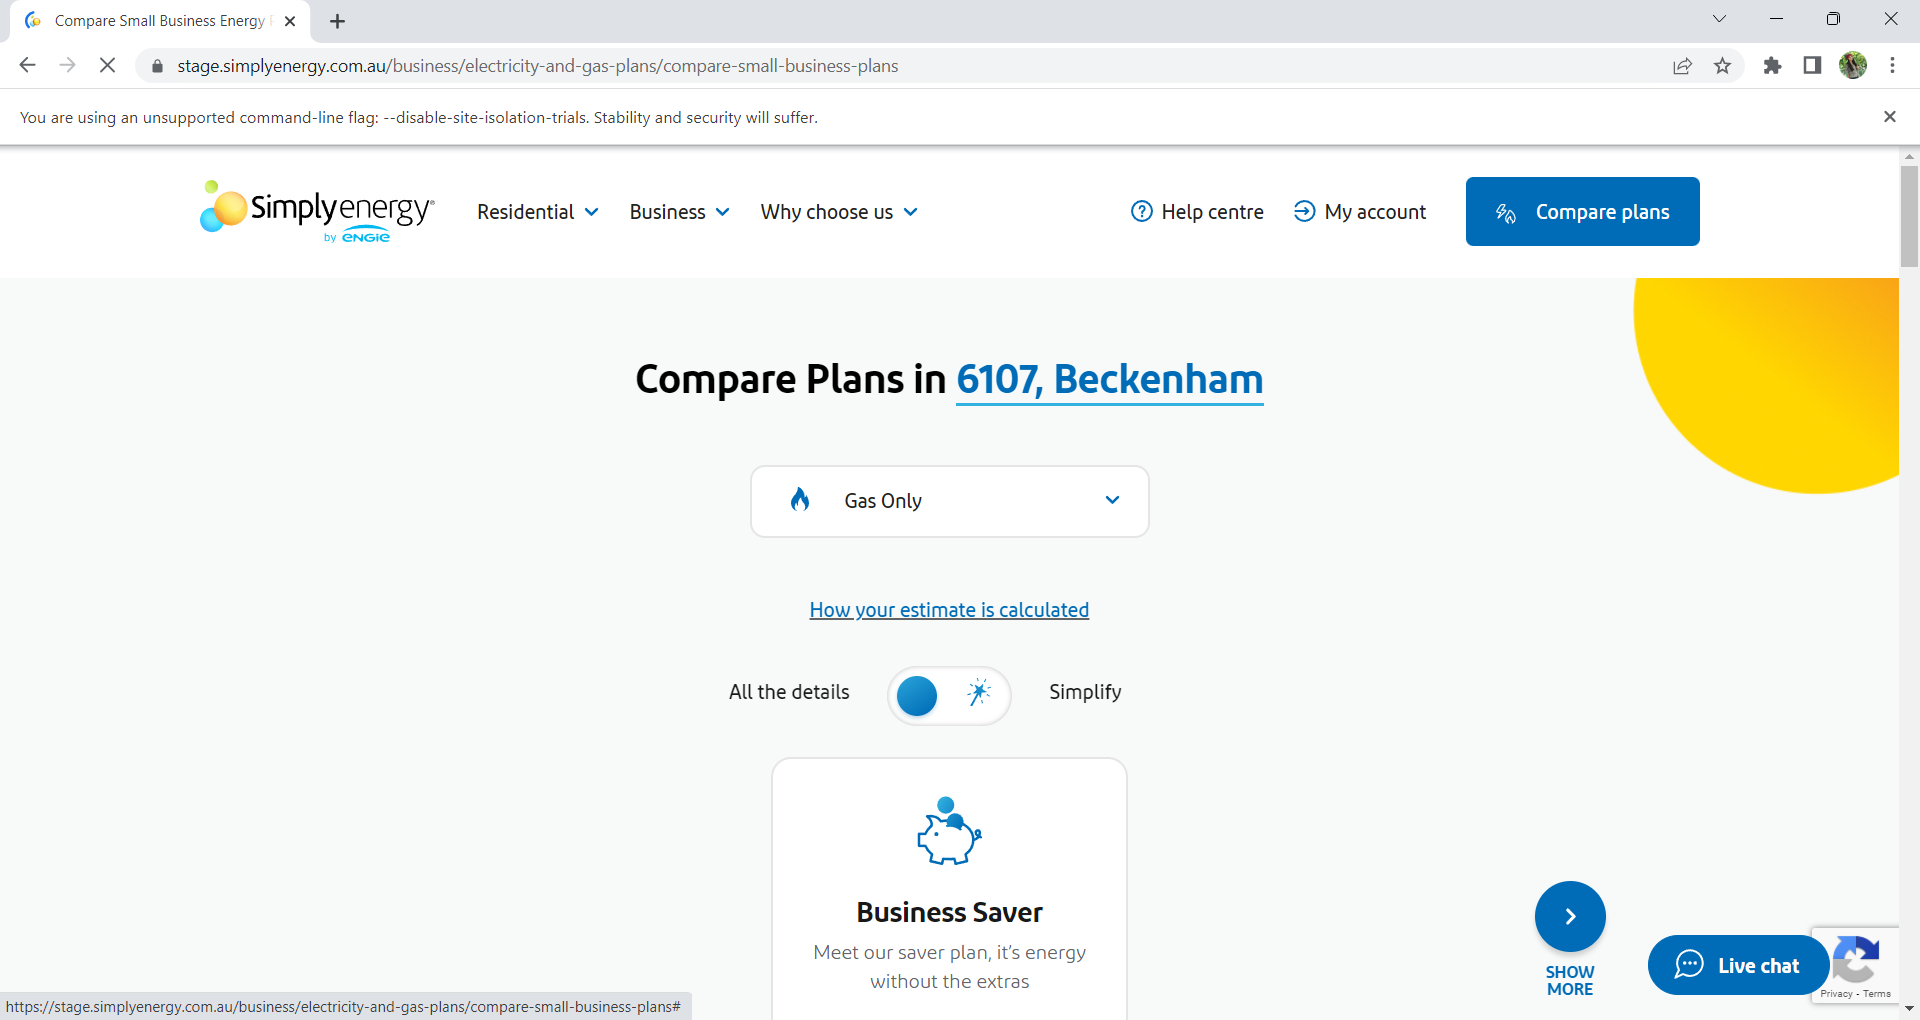 Compare Small Business Energy
stage.simplyenergy.com.au/business/electricity-and-gas-plans/compare-small-business-plans
You are using an unsupported command-line flag: --disable-site-isolation-trials. Stability and security will suffer.
Simplyenergy®
by ENGIE
Residential
Business
Why choose us
Help centre
My account
Compare plans
Compare Plans in 6107, Beckenham
Gas Only
How your estimate is calculated
All the details
Simplify
Business Saver
Meet our saver plan, it's energy
without the extras
SHOW
MORE
Live chat
Privacy - Terms
https://stage.simplyenergy.com.au/business/electricity-and-gas-plans/compare-small-business-plans#